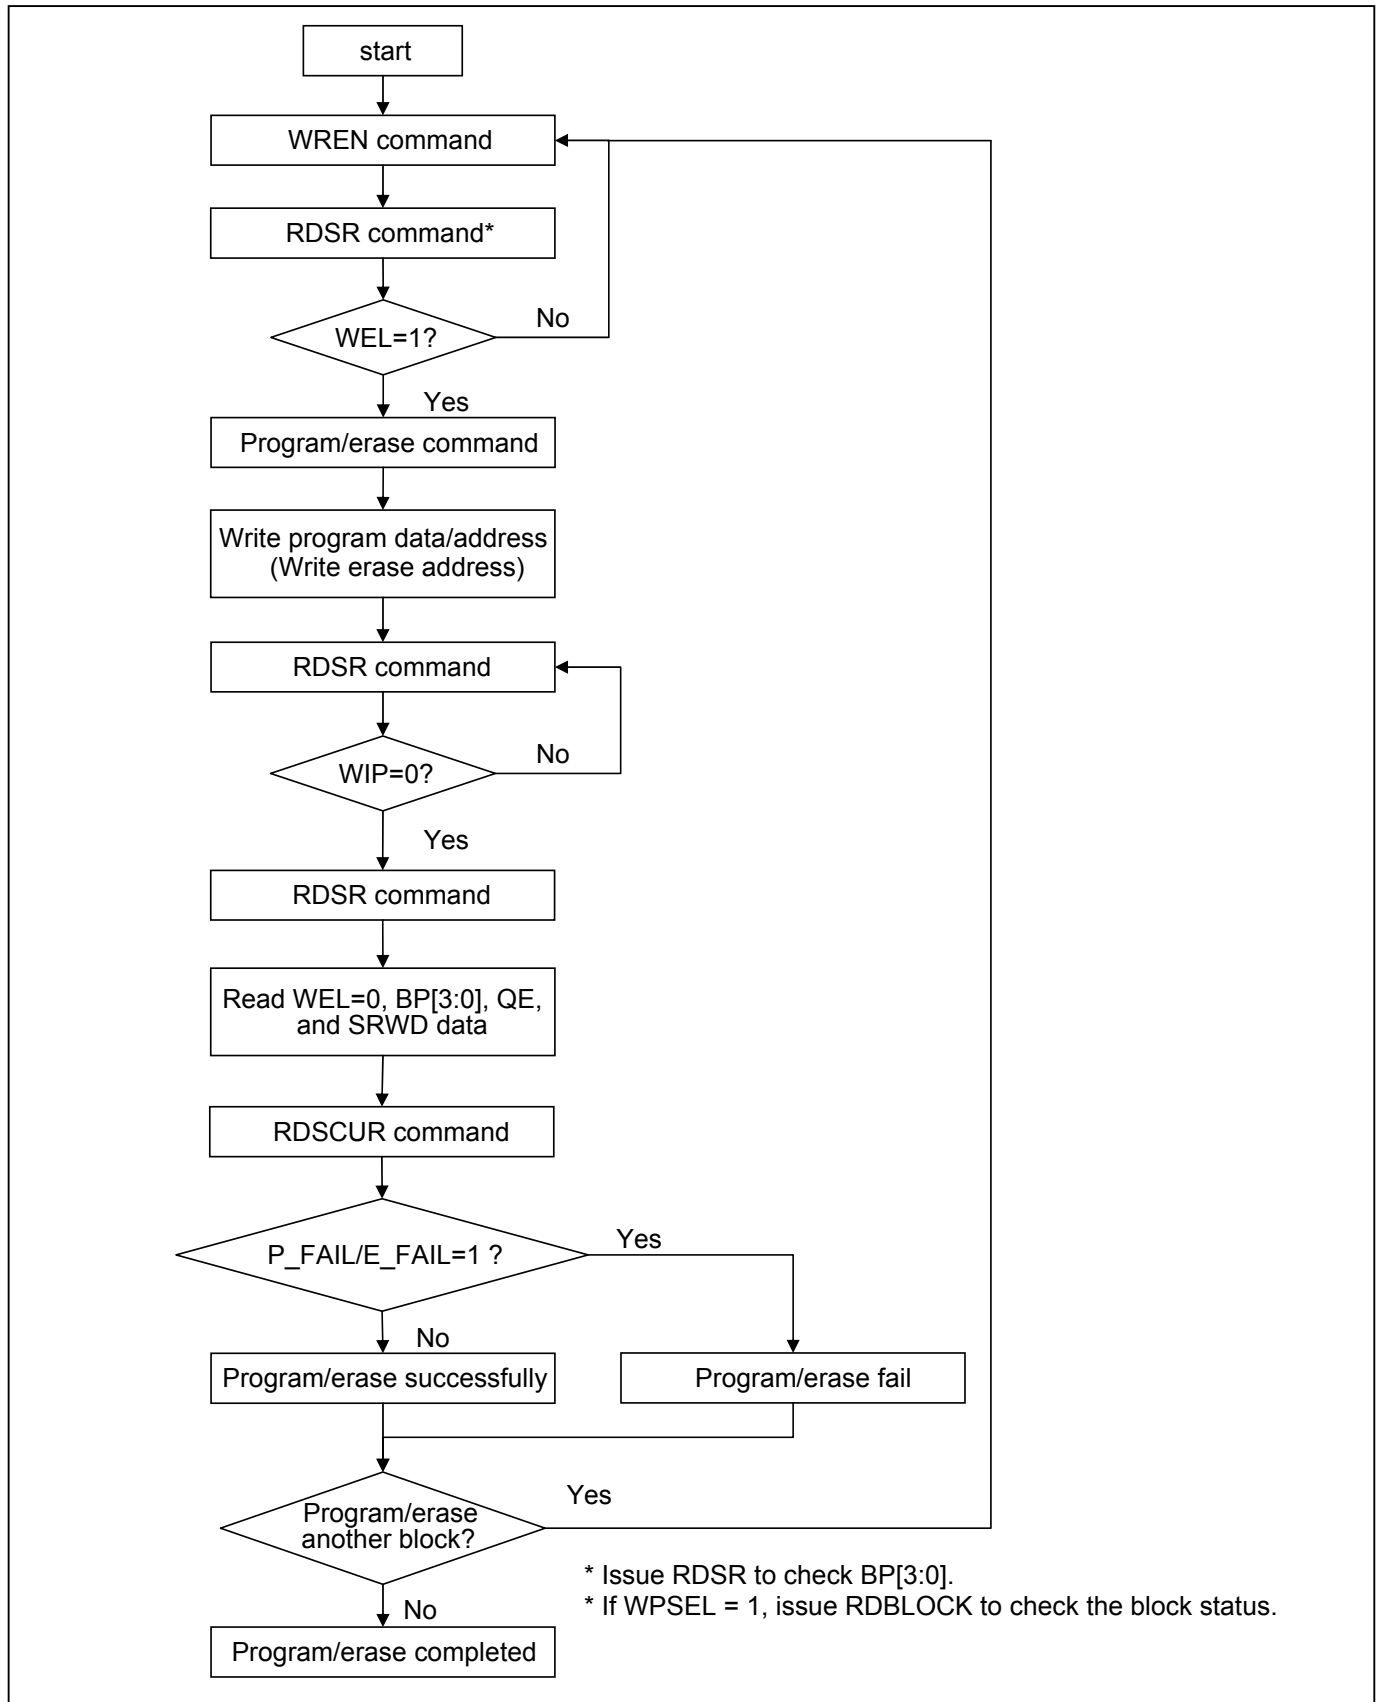 start
WREN command
RDSR command*
WEL=1?
No
Yes
Program/erase command
Write program data/address
(Write erase address)
RDSR command
WIP=0?
No
Yes
RDSR command
Read WEL=0, BP[3:0], QE,
and SRWD data
RDSCUR command
P_FAIL/E_FAIL=1 ?
Yes
No
Program/erase successfully
Program/erase fail
Program/erase
another block?
Yes
* Issue RDSR to check BP[3:0].
* If WPSEL = 1, issue RDBLOCK to check the block status.
No
Program/erase completed